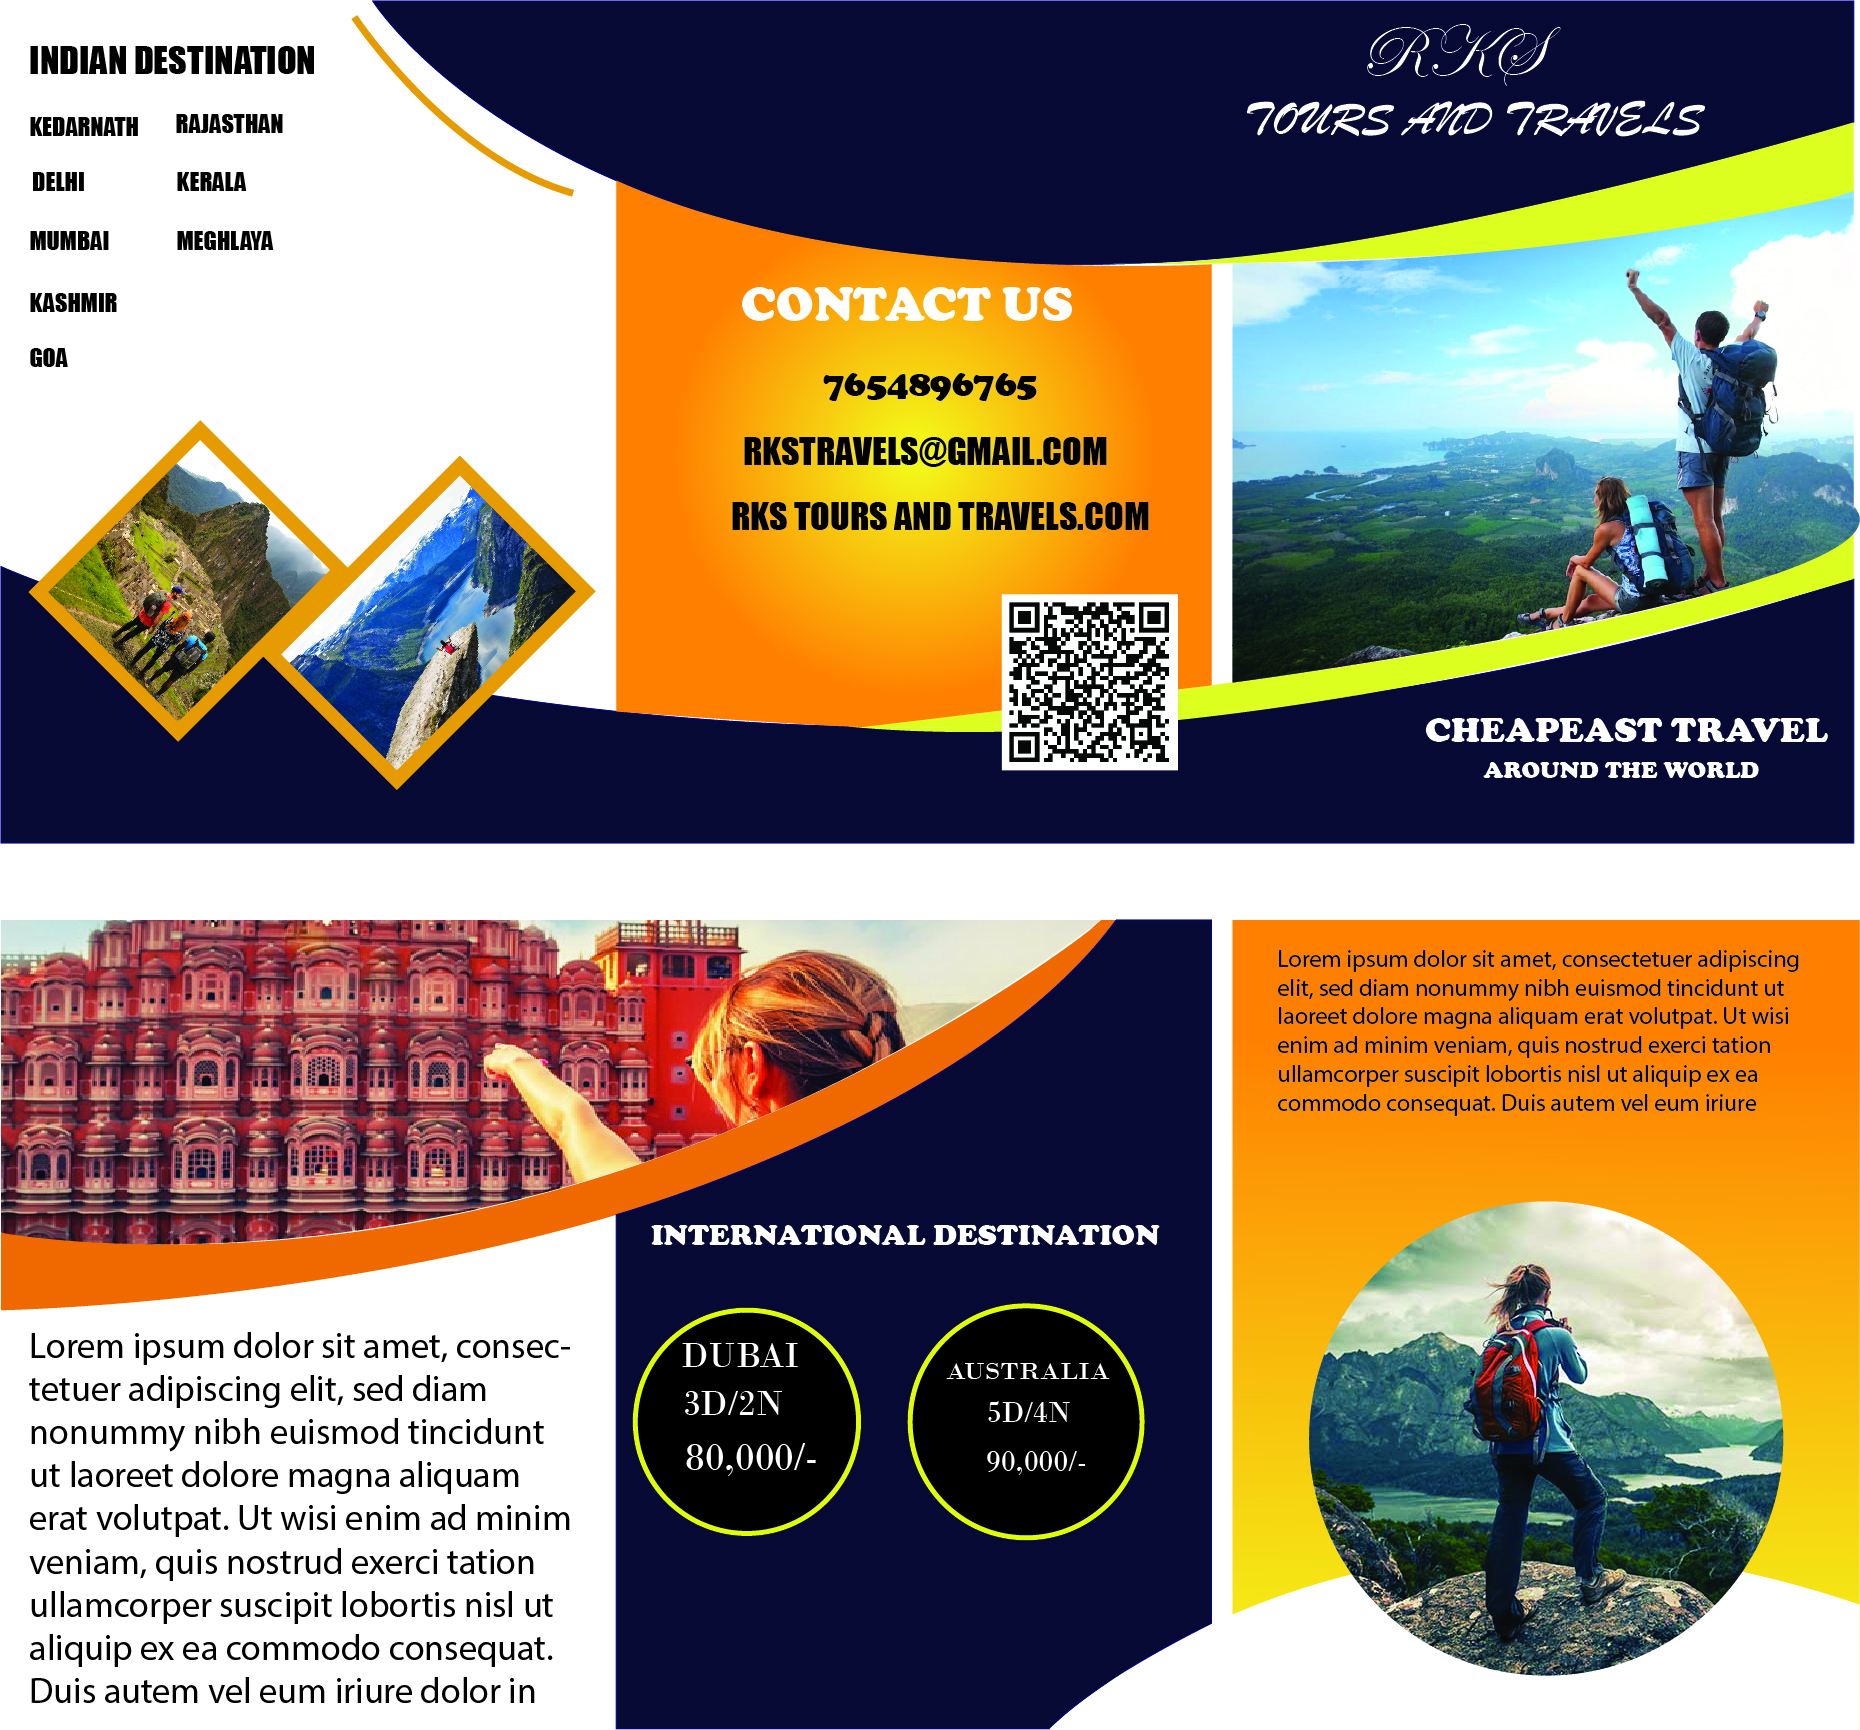 INDIAN DESTINATION
KEDARNATH RAJASTHAN
DELHI KERALA
MUMBAI MEGHLAYA
KASHMIR
GOA
CONTACT US
7654896765
RKSTRAVELS@GMAIL.COM
RKS TOURS AND TRAVELS.COM
RKS
TOURS AND TRAVELS
CHEAPEAST TRAVEL
AROUND THE WORLD
Lorem ipsum dolor sit amet, consec-
tetuer adipiscing elit, sed diam
nonummy nibh euismod tincidunt
ut laoreet dolore magna aliquam
erat volutpat. Ut wisi enim ad minim
veniam, quis nostrud exerci tation
ullamcorper suscipit lobortis nisl ut
aliquip ex ea commodo consequat.
Duis autem vel eum iriure dolor in
INTERNATIONAL DESTINATION
DUBAI
3D/2N
80,000/-
AUSTRALIA
5D/4N
90,000/-
Lorem ipsum dolor sit amet, consectetuer adipiscing
elit, sed diam nonummy nibh euismod tincidunt ut
laoreet dolore magna aliquam erat volutpat. Ut wisi
enim ad minim veniam, quis nostrud exerci tation
ullamcorper suscipit lobortis nisl ut aliquip ex ea
commodo consequat. Duis autem vel eum iriure